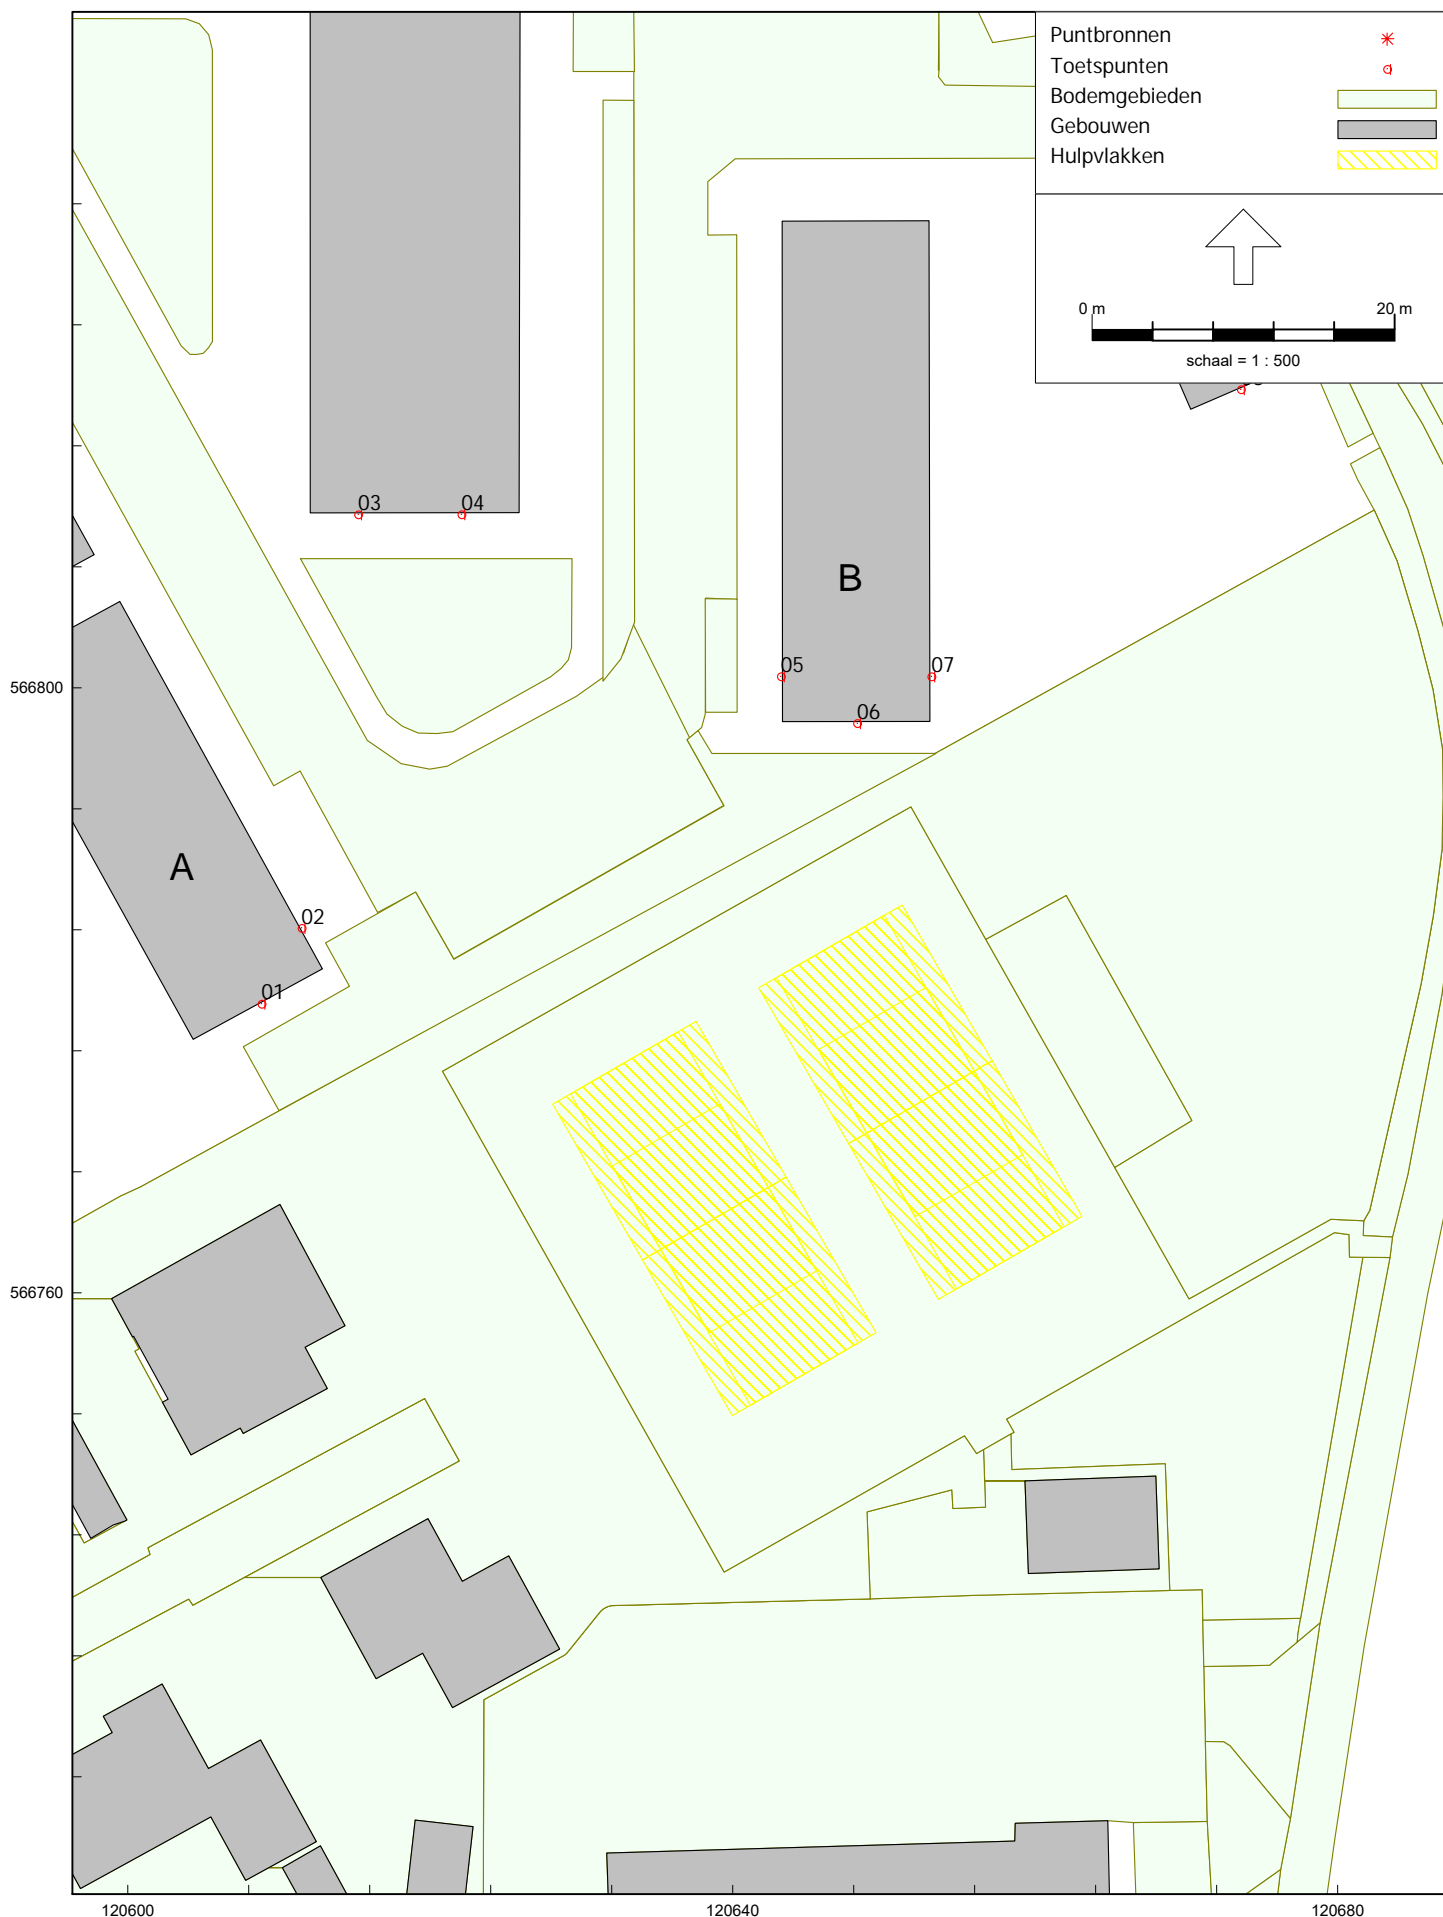 Puntbronnen
Toetspunten
Bodemgebieden
Gebouwen
Hulpvlakken
0 m
20 m
schaal = 1 : 500
03
04
B
566800
05
07
06
A
02
01
566760
120600
120640
120680